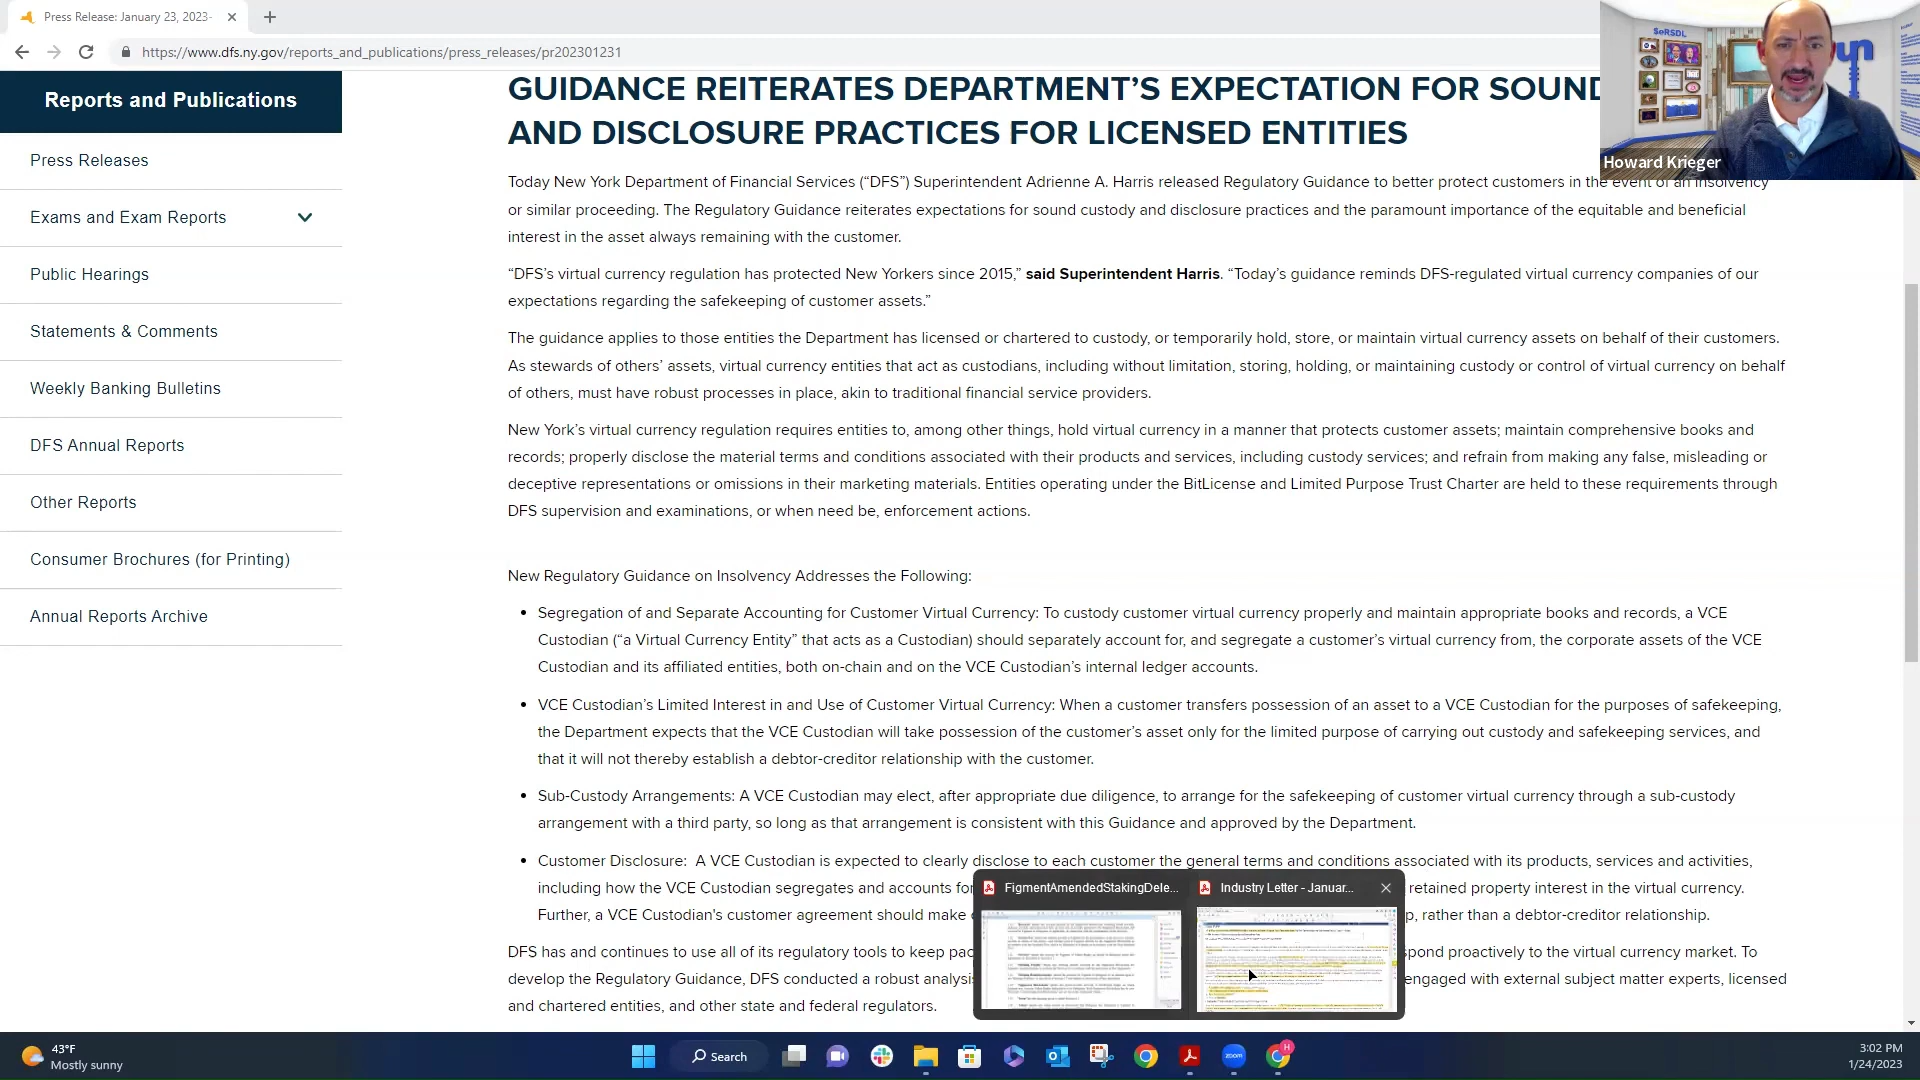 Press Release: January 23, 2023-
https://www.dfs.ny.gov/reports_and_publications/press_releases/pr202301231
SeRSDL
un
Howard Krieger
Reports and Publications
Press Releases
Exams and Exam Reports
Public Hearings
Statements & Comments
Weekly Banking Bulletins
DFS Annual Reports
Other Reports
Consumer Brochures (for Printing)
Annual Reports Archive
GUIDANCE REITERATES DEPARTMENT’S EXPECTATION FOR SOUND
AND DISCLOSURE PRACTICES FOR LICENSED ENTITIES
Today New York Department of Financial Services (“DFS”) Superintendent Adrienne A. Harris released Regulatory Guidance to better protect customers in the event of an insolvency
or similar proceeding. The Regulatory Guidance reiterates expectations for sound custody and disclosure practices and the paramount importance of the equitable and beneficial
interest in the asset always remaining with the customer.
“DFS’s virtual currency regulation has protected New Yorkers since 2015,” said Superintendent Harris. “Today’s guidance reminds DFS-regulated virtual currency companies of our
expectations regarding the safekeeping of customer assets.”
The guidance applies to those entities the Department has licensed or chartered to custody, or temporarily hold, store, or maintain virtual currency assets on behalf of their customers.
As stewards of others’ assets, virtual currency entities that act as custodians, including without limitation, storing, holding, or maintaining custody or control of virtual currency on behalf
of others, must have robust processes in place, akin to traditional financial service providers.
New York’s virtual currency regulation requires entities to, among other things, hold virtual currency in a manner that protects customer assets; maintain comprehensive books and
records; properly disclose the material terms and conditions associated with their products and services, including custody services; and refrain from making any false, misleading or
deceptive representations or omissions in their marketing materials. Entities operating under the BitLicense and Limited Purpose Trust Charter are held to these requirements through
DFS supervision and examinations, or when need be, enforcement actions.
New Regulatory Guidance on Insolvency Addresses the Following:
• Segregation of and Separate Accounting for Customer Virtual Currency: To custody customer virtual currency properly and maintain appropriate books and records, a VCE
Custodian (“a Virtual Currency Entity” that acts as a Custodian) should separately account for, and segregate a customer’s virtual currency from, the corporate assets of the VCE
Custodian and its affiliated entities, both on-chain and on the VCE Custodian’s internal ledger accounts.
• VCE Custodian’s Limited Interest in and Use of Customer Virtual Currency: When a customer transfers possession of an asset to a VCE Custodian for the purposes of safekeeping,
the Department expects that the VCE Custodian will take possession of the customer’s asset only for the limited purpose of carrying out custody and safekeeping services, and
that it will not thereby establish a debtor-creditor relationship with the customer.
• Sub-Custody Arrangements: A VCE Custodian may elect, after appropriate due diligence, to arrange for the safekeeping of customer virtual currency through a sub-custody
arrangement with a third party, so long as that arrangement is consistent with this Guidance and approved by the Department.
• Customer Disclosure: A VCE Custodian is expected to clearly disclose to each customer the general terms and conditions associated with its products, services and activities,
including how the VCE Custodian segregates and accounts for retained property interest in the virtual currency.
Further, a VCE Custodian's customer agreement should make rather than a debtor-creditor relationship.
DFS has and continues to use all of its regulatory tools to keep pac spond proactively to the virtual currency market. To
develop the Regulatory Guidance, DFS conducted a robust analysis engaged with external subject matter experts, licensed
and chartered entities, and other state and federal regulators.
FigmentAmendedStakingDele...
Industry Letter - Januar...
43°F
Mostly sunny
Search
zoom
H
3:02 PM
1/24/2023